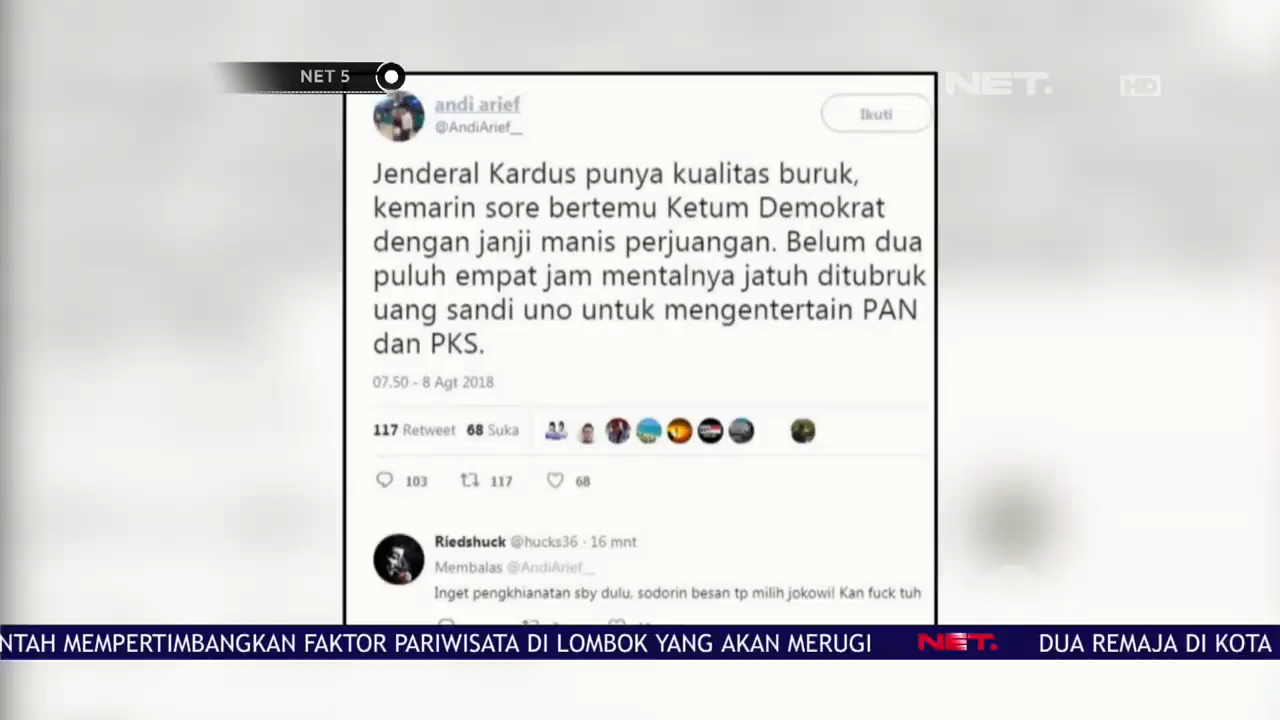 NET 5
NET.
HD
andi arief
@AndiArief__
Ikuti
Jenderal Kardus punya kualitas buruk,
kemarin sore bertemu Ketum Demokrat
dengan janji manis perjuangan. Belum dua
puluh empat jam mentalnya jatuh ditubruk
uang sandi uno untuk mengentertain PAN
dan PKS.
07.50 - 8 Agt 2018
117 Retweet 68 Suka
103 117 68
Riedshuck @hucks36 · 16 mnt
Membalas @AndiArief__
Inget pengkhianatan sby dulu, sodorin besan tp milih jokowi! Kan fuck tuh
NTAH MEMPERTIMBANGKAN FAKTOR PARIWISATA DI LOMBOK YANG AKAN MERUGI NET. DUA REMAJA DI KOTA